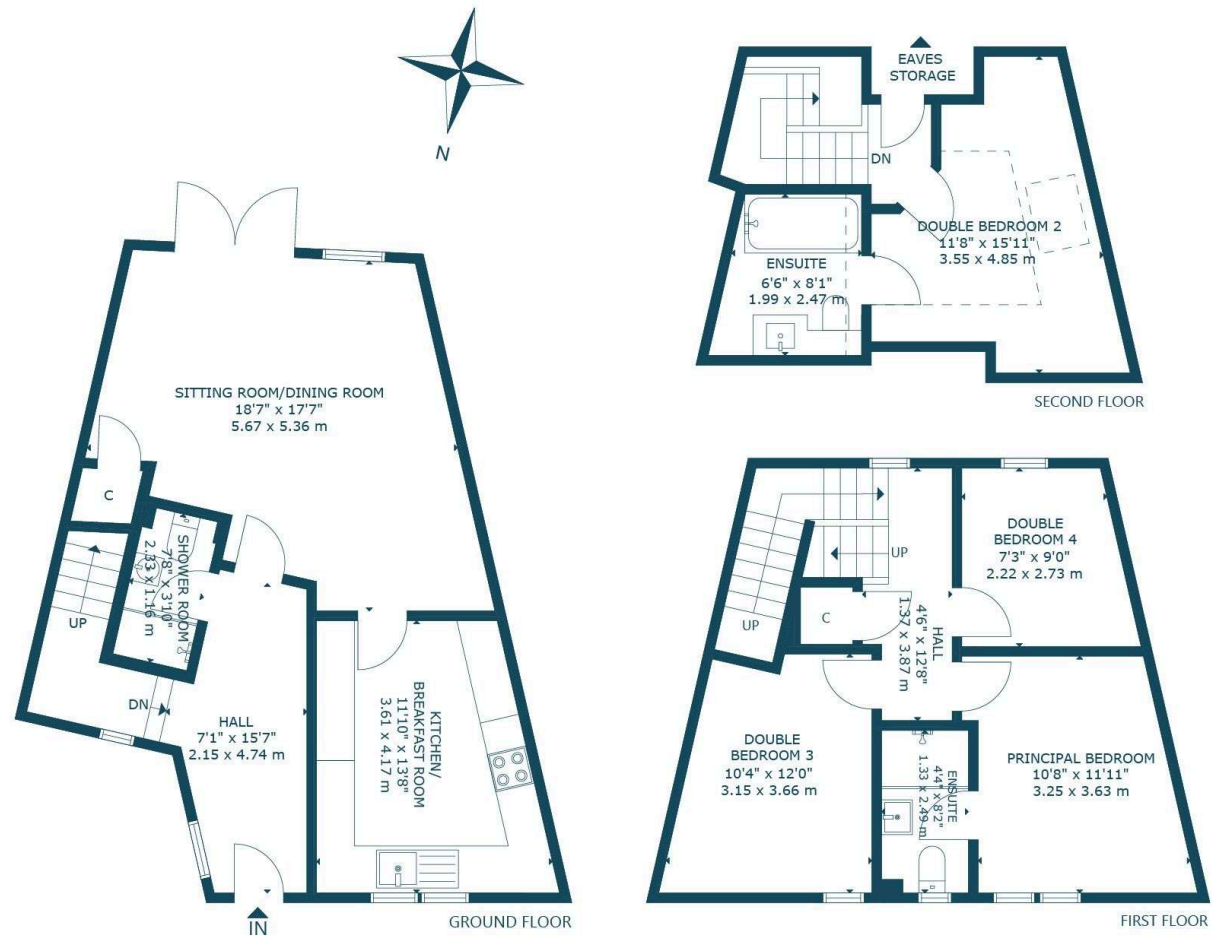 N
SITTING ROOM/DINING ROOM
18'7" x 17'7"
5.67 x 5.36 m
C
SHOWER ROOM
7'8" x 3'10"
2.33 x 1.16 m
UP
DN
HALL
7'1" x 15'7"
2.15 x 4.74 m
KITCHEN/
BREAKFAST ROOM
11'10" x 13'8"
3.61 x 4.17 m
IN
GROUND FLOOR
EAVES
STORAGE
DN
DOUBLE BEDROOM 2
11'8" x 15'11"
3.55 x 4.85 m
ENSUITE
6'6" x 8'1"
1.99 x 2.47 m
SECOND FLOOR
UP
UP
C
HALL
4'6" x 12'8"
1.37 x 3.87 m
DOUBLE
BEDROOM 4
7'3" x 9'0"
2.22 x 2.73 m
DOUBLE
BEDROOM 3
10'4" x 12'0"
3.15 x 3.66 m
ENSUITE
4'4" x 8'2"
1.33 x 2.49 m
PRINCIPAL BEDROOM
10'8" x 11'11"
3.25 x 3.63 m
FIRST FLOOR